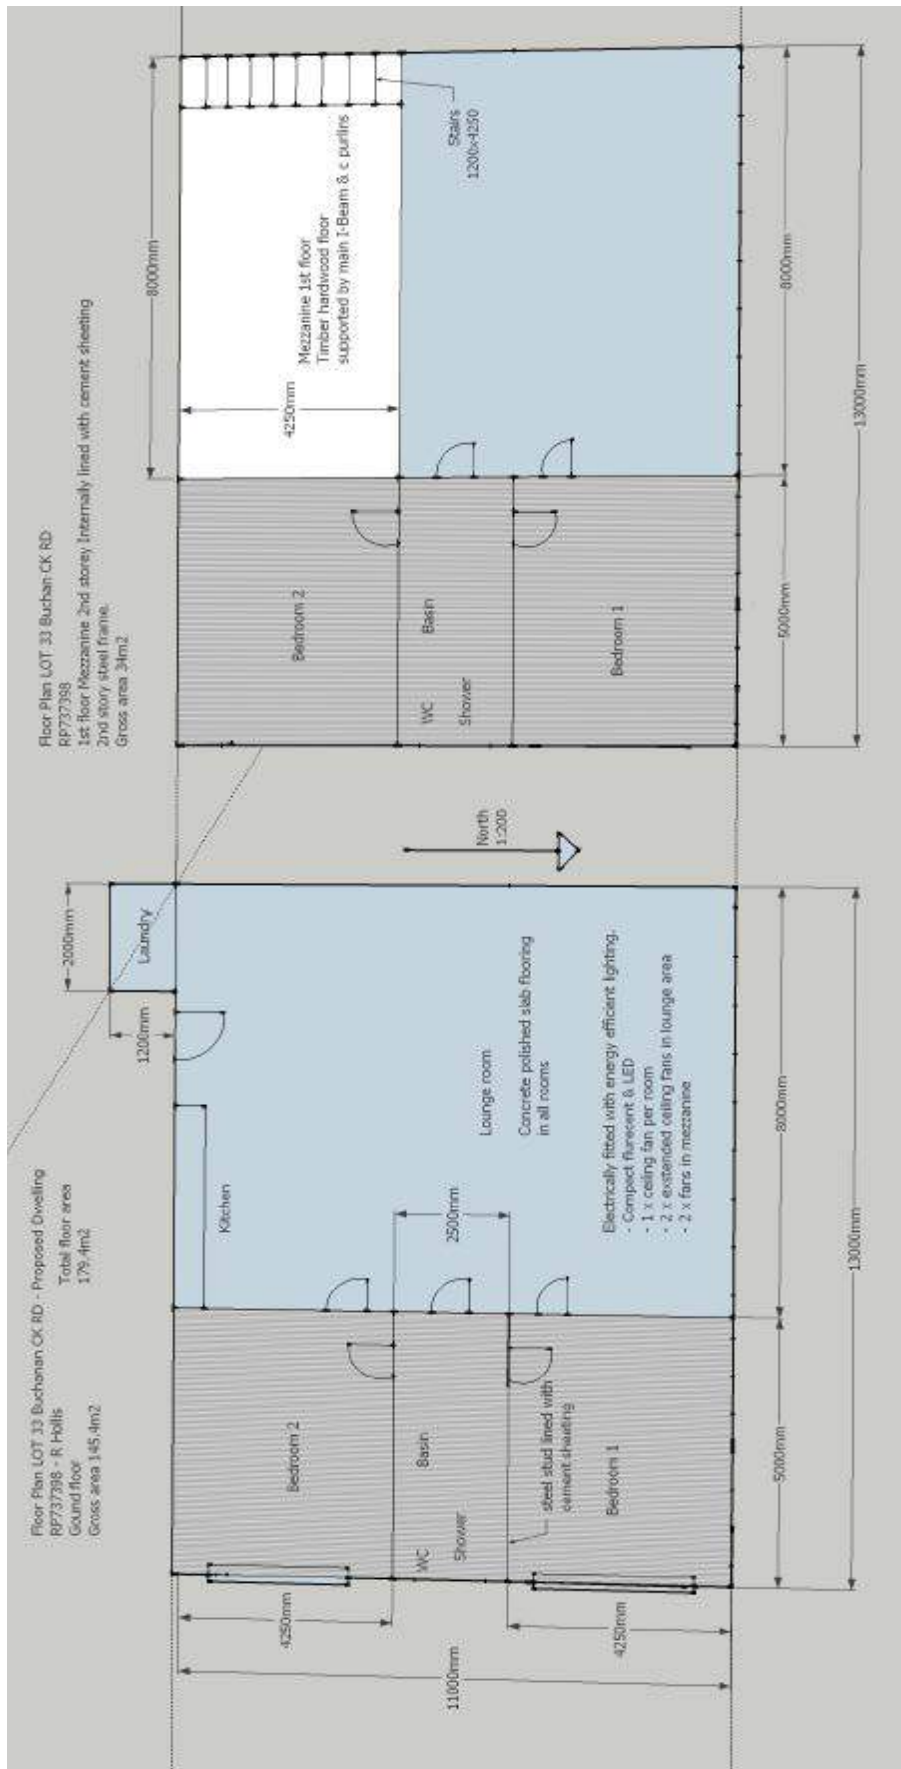 Floor Plan LOT 33 Buchanan CK RD - Proposed Dwelling
RP737398 - R Hollis
Gound floor
Gross area 145.4m2
Total floor area
179.4m2
1200mm
2000mm
Laundry
Kitchen
Bedroom 2
Basin
WC
Shower
steel stud lined with
cement sheeting
Bedroom 1
2500mm
Lounge room
Concrete polished slab flooring
in all rooms
Electrically fitted with energy efficient lighting.
- Compact flurecent & LED
- 1 x ceiling fan per room
- 2 x exstended ceiling fans in lounge area
- 2 x fans in mezzanine
4250mm
4250mm
11000mm
5000mm
8000mm
13000mm
North
1:200
Floor Plan LOT 33 Buchan CK RD
RP737398
1st floor Mezzanine 2nd storey Internally lined with cement sheeting
2nd story steel frame.
Gross area 34m2
8000mm
4250mm
Mezzanine 1st floor
Timber hardwood floor
supported by main I-Beam & c purlins
Stairs
1200x4250
Bedroom 2
Basin
WC
Shower
Bedroom 1
5000mm
8000mm
13000mm